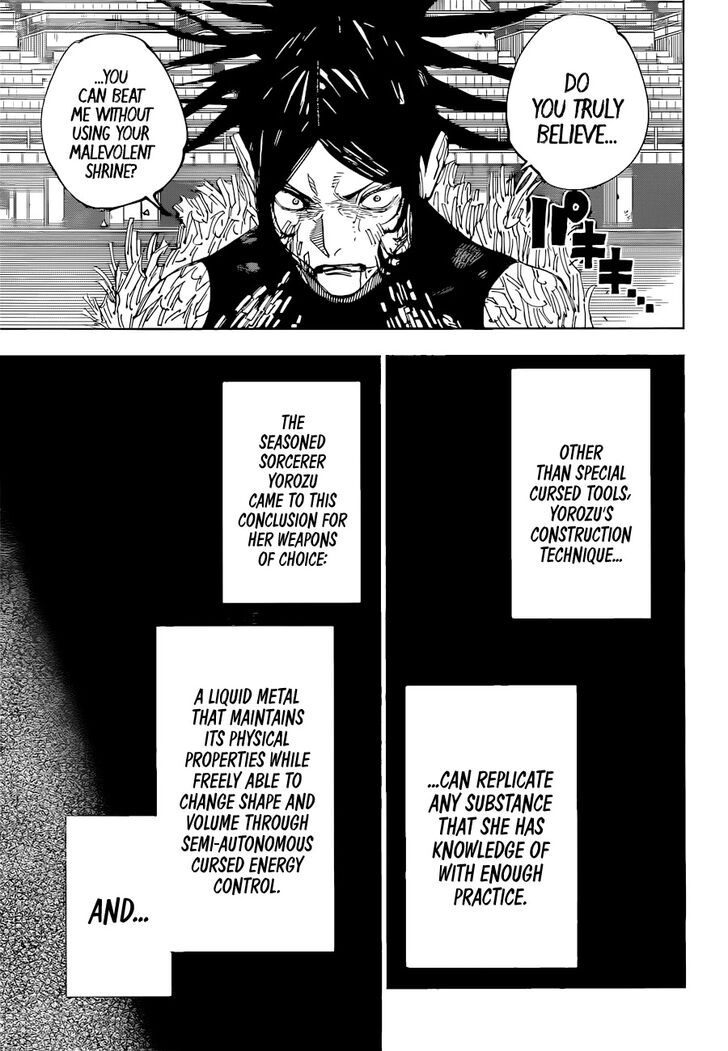 DO
YOU TRULY
BELIEVE...
...YOU
CAN BEAT
ME WITHOUT
USING YOUR
MALEVOLENT
SHRINE?
パキキ...
OTHER
THAN SPECIAL
CURSED TOOLS,
YOROZU'S
CONSTRUCTION
TECHNIQUE...
...CAN REPLICATE
ANY SUBSTANCE
THAT SHE HAS
KNOWLEDGE OF
WITH ENOUGH
PRACTICE.
THE
SEASONED
SORCERER
YOROZU
CAME TO THIS
CONCLUSION FOR
HER WEAPONS
OF CHOICE:
A LIQUID METAL
THAT MAINTAINS
ITS PHYSICAL
PROPERTIES WHILE
FREELY ABLE TO
CHANGE SHAPE AND
VOLUME THROUGH
SEMI-AUTONOMOUS
CURSED ENERGY
CONTROL.
AND...